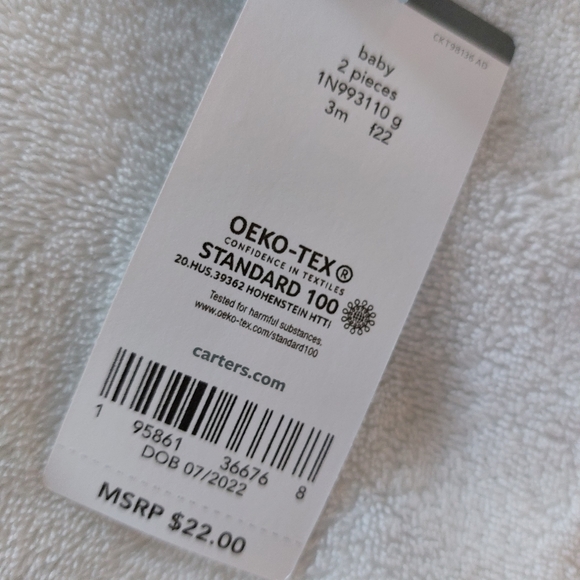 CKT98136 AD
baby
2 pieces
1N993110 g
3m f22
OEKO-TEX®
CONFIDENCE IN TEXTILES
STANDARD 100
20.HUS.39362 HOHENSTEIN HTTI
Tested for harmful substances.
www.oeko-tex.com/standard100
carters.com
1 95861 36676 8
DOB 07/2022
MSRP $22.00